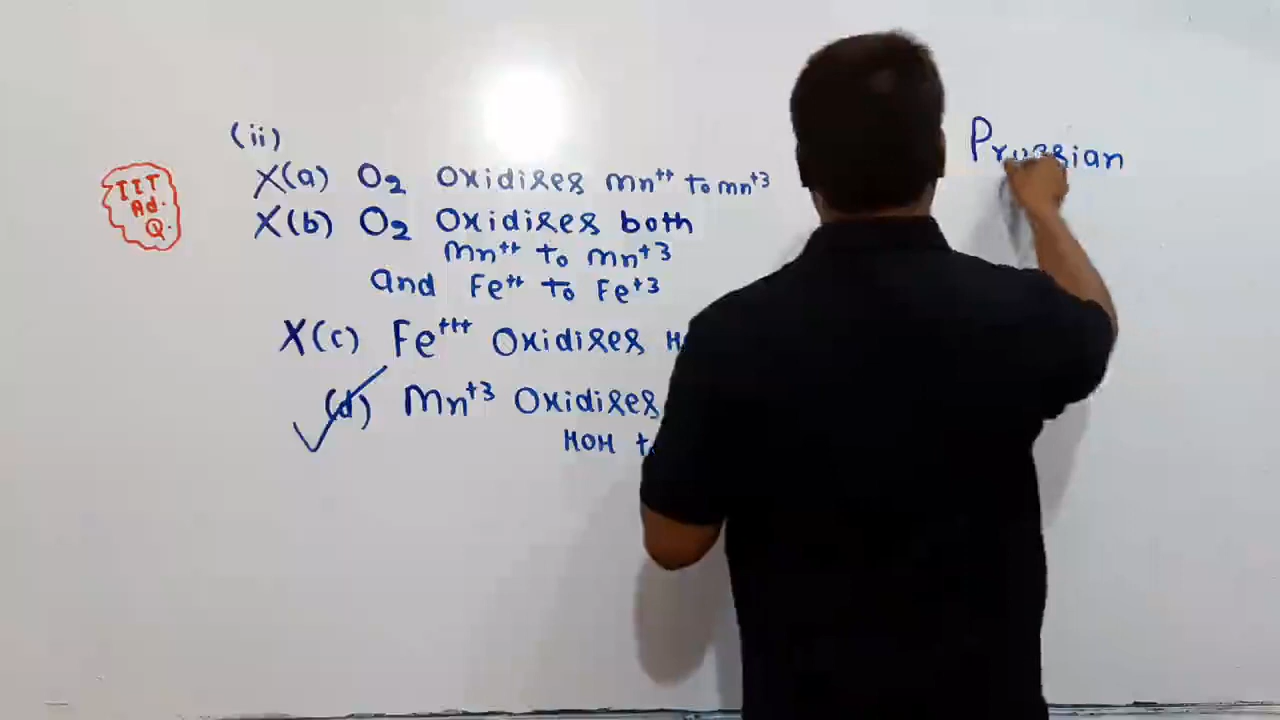 (ii)
IIT
Ad.
Q.
X(a) O2 Oxidises Mn++ to Mn+3
X(b) O2 Oxidises both
Mn++ to Mn+3
and Fe++ to Fe+3
X(c) Fe+++ Oxidises
(d) Mn+3 Oxidises
HOH
Prussian